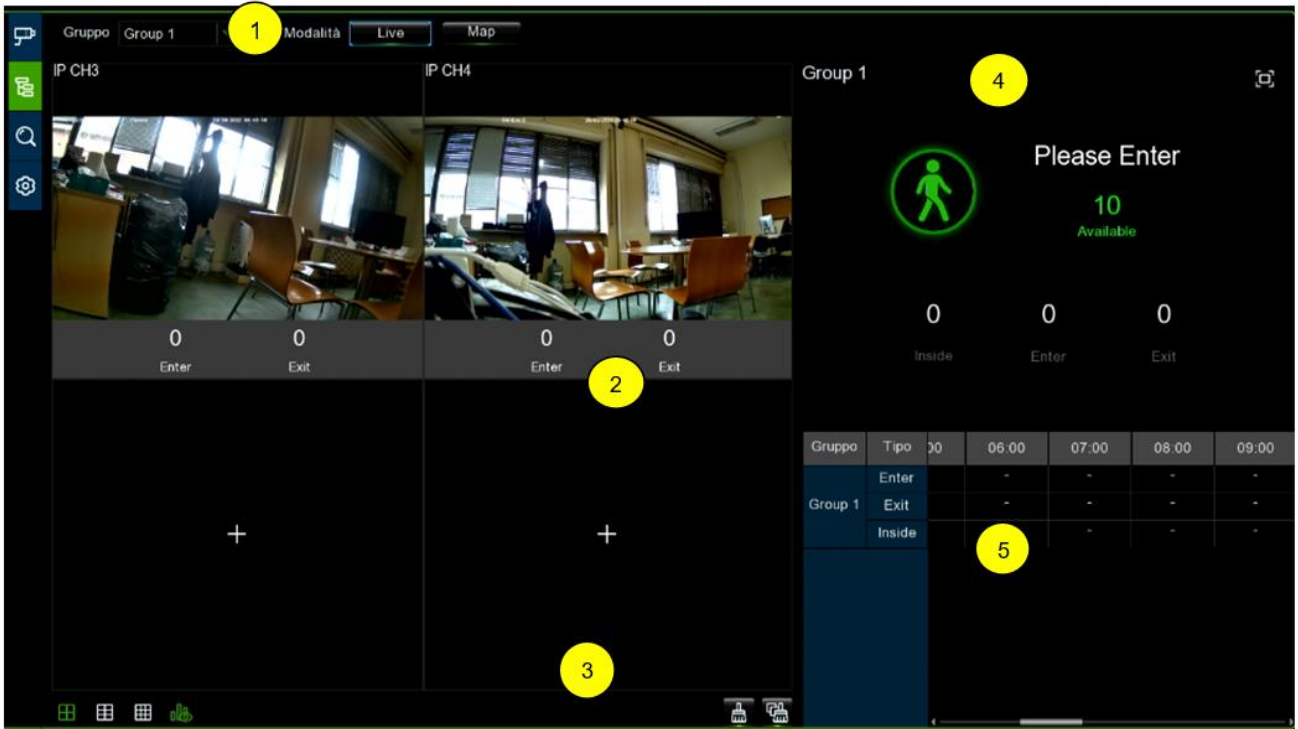 Gruppo Group 1 1 Modalità Live Map
IP CH3
IP CH4
Group 1
4
Please Enter
10
Available
0 Enter 0 Exit
0 Enter 0 Exit
2
0 Inside
0 Enter
0 Exit
Gruppo Tipo 00 06:00 07:00 08:00 09:00
Group 1
Enter - - - -
Exit - - - -
Inside - - -
5
+ +
3